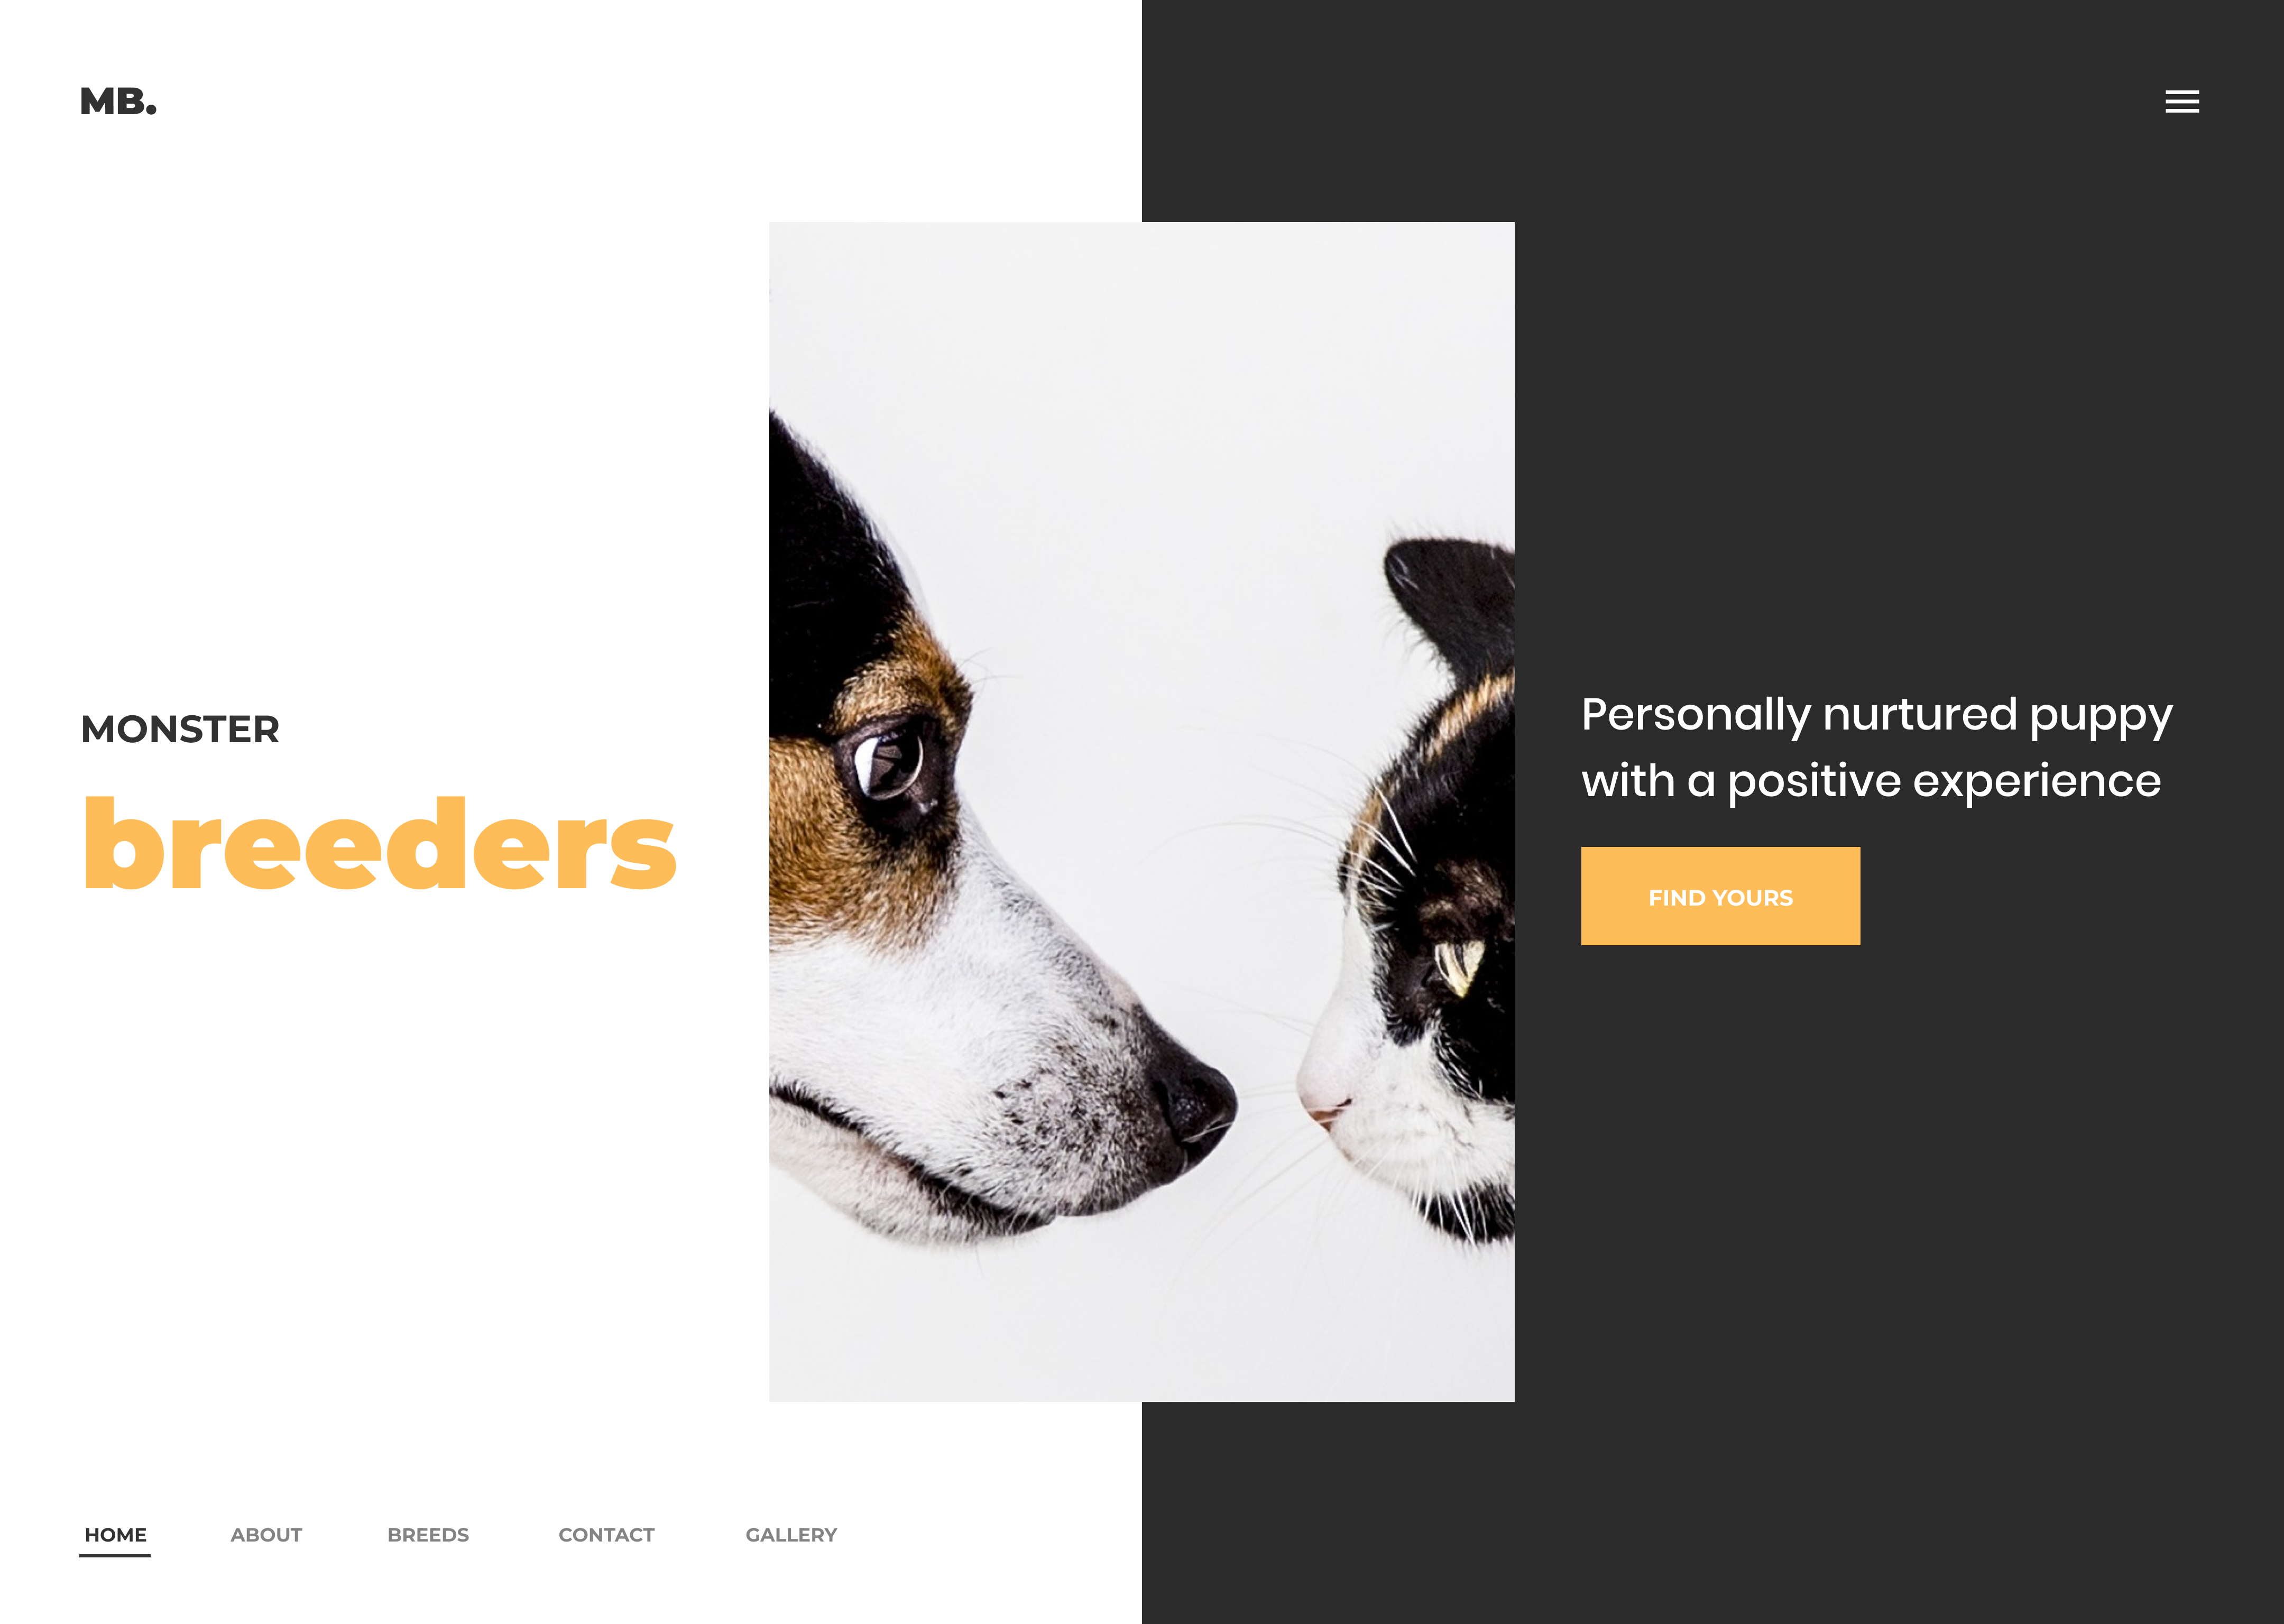 MB.
MONSTER
breeders
Personally nurtured puppy
with a positive experience
FIND YOURS
HOME
ABOUT
BREEDS
CONTACT
GALLERY